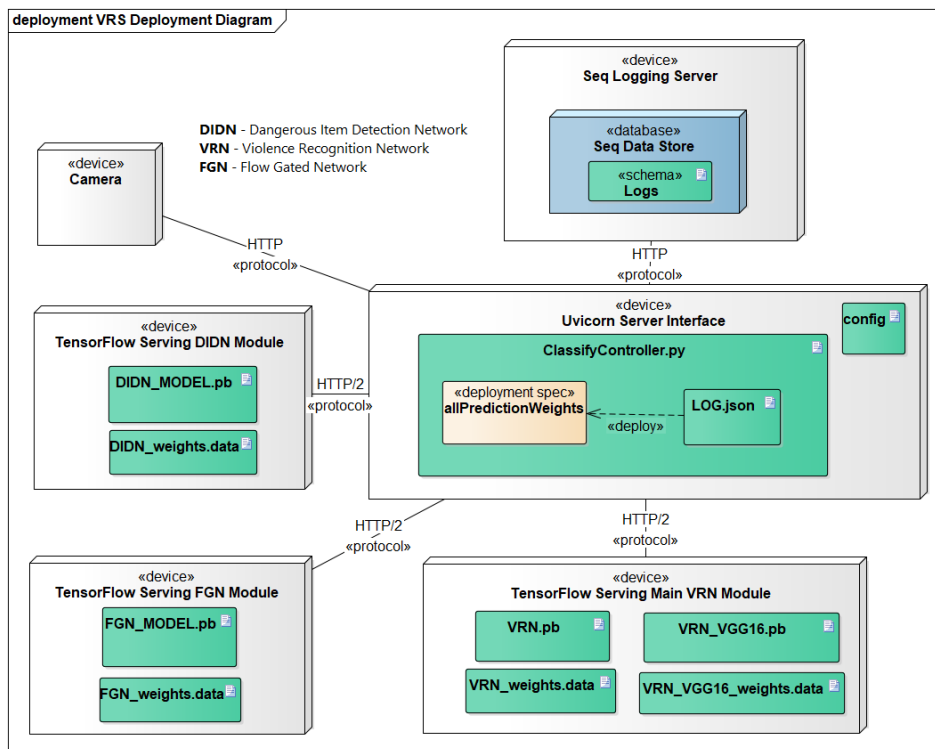 deployment VRS Deployment Diagram
«device»
Seq Logging Server
«database»
Seq Data Store
«schema»
Logs
DIDN - Dangerous Item Detection Network
VRN - Violence Recognition Network
FGN - Flow Gated Network
«device»
Camera
HTTP
«protocol»
HTTP
«protocol»
«device»
TensorFlow Serving DIDN Module
DIDN_MODEL.pb
DIDN_weights.data
HTTP/2
«protocol»
«device»
Uvicorn Server Interface
config
ClassifyController.py
«deployment spec»
allPredictionWeights
«deploy»
LOG.json
HTTP/2
«protocol»
HTTP/2
«protocol»
«device»
TensorFlow Serving FGN Module
FGN_MODEL.pb
FGN_weights.data
«device»
TensorFlow Serving Main VRN Module
VRN.pb
VRN_VGG16.pb
VRN_weights.data
VRN_VGG16_weights.data